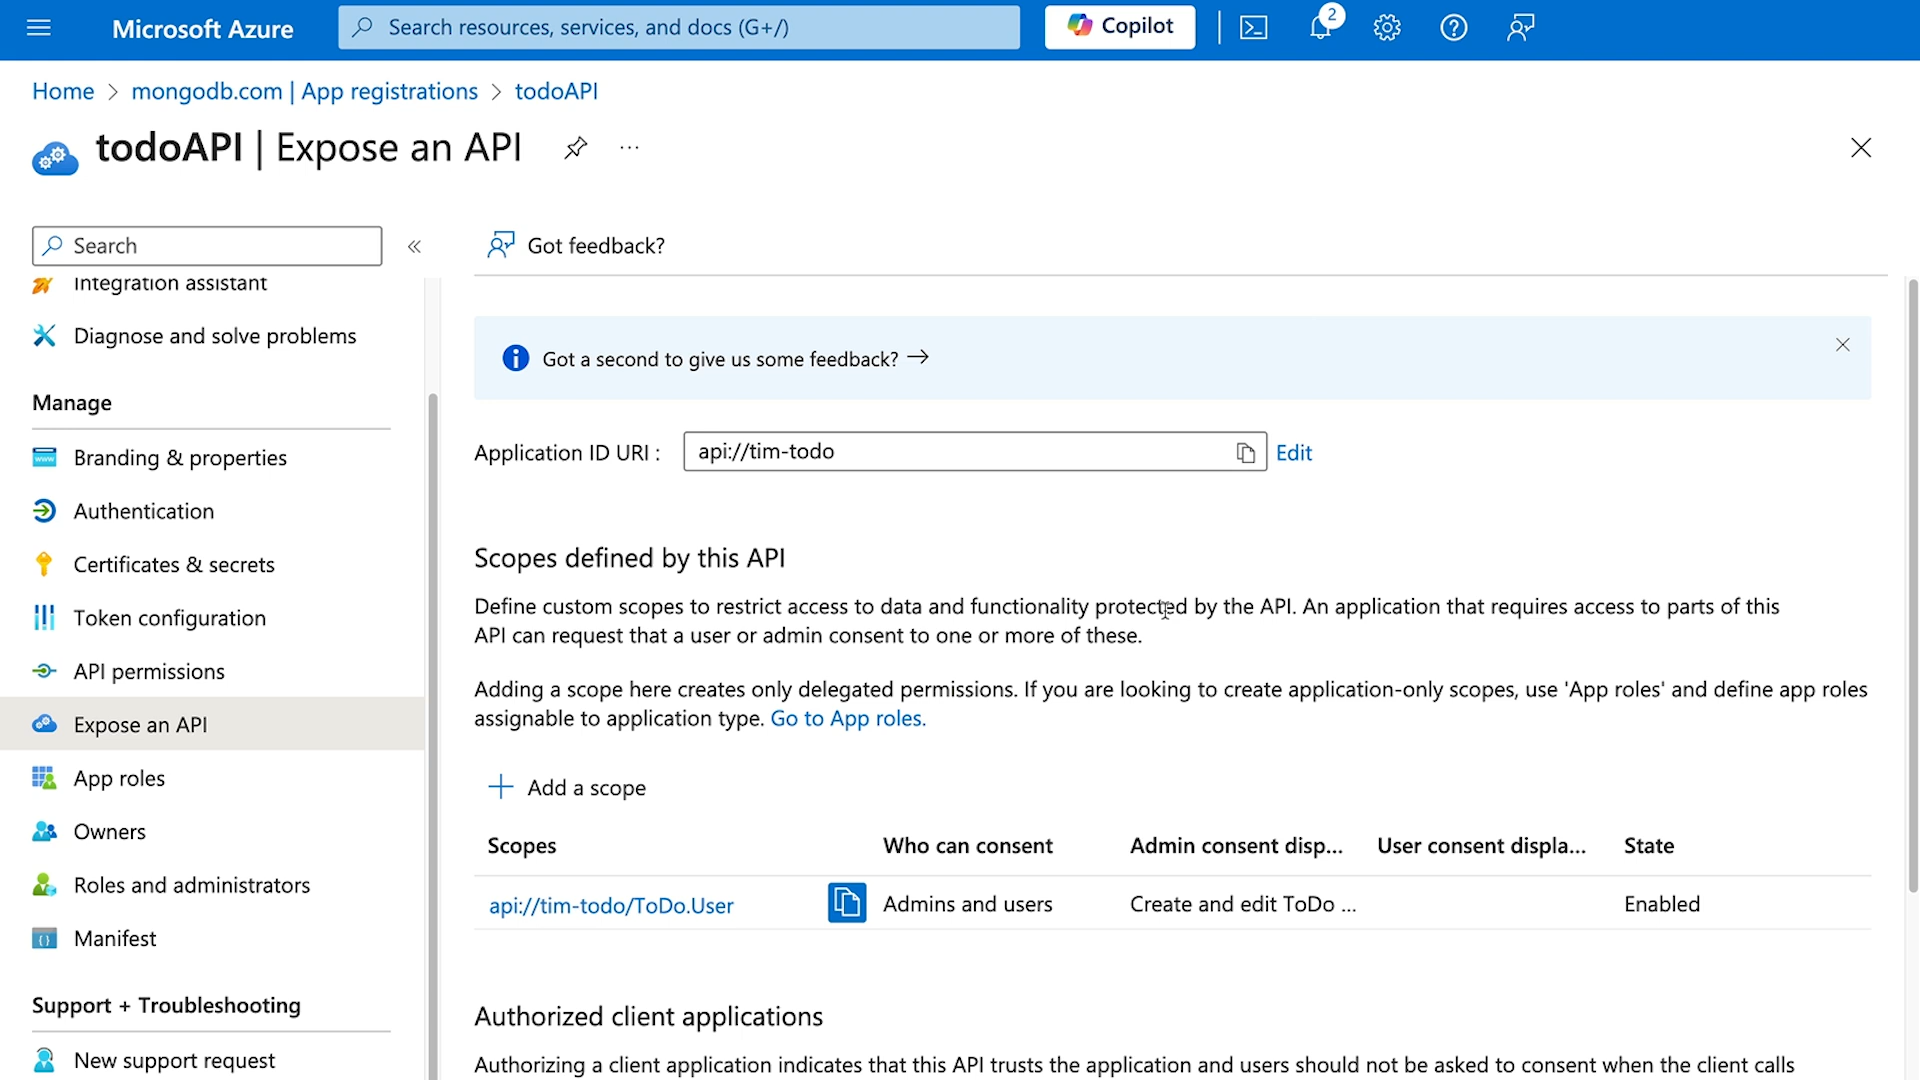 Microsoft Azure
Search resources, services, and docs (G+/)
Copilot
2
Home > mongodb.com | App registrations > todoAPI
todoAPI | Expose an API
Search
Got feedback?
Integration assistant
Diagnose and solve problems
Manage
Branding & properties
Authentication
Certificates & secrets
Token configuration
API permissions
Expose an API
App roles
Owners
Roles and administrators
Manifest
Support + Troubleshooting
New support request
Got a second to give us some feedback? →
Application ID URI : api://tim-todo Edit
Scopes defined by this API
Define custom scopes to restrict access to data and functionality protected by the API. An application that requires access to parts of this
API can request that a user or admin consent to one or more of these.
Adding a scope here creates only delegated permissions. If you are looking to create application-only scopes, use 'App roles' and define app roles
assignable to application type. Go to App roles.
Add a scope
Scopes Who can consent Admin consent disp... User consent displa... State
api://tim-todo/ToDo.User Admins and users Create and edit ToDo ... Enabled
Authorized client applications
Authorizing a client application indicates that this API trusts the application and users should not be asked to consent when the client calls